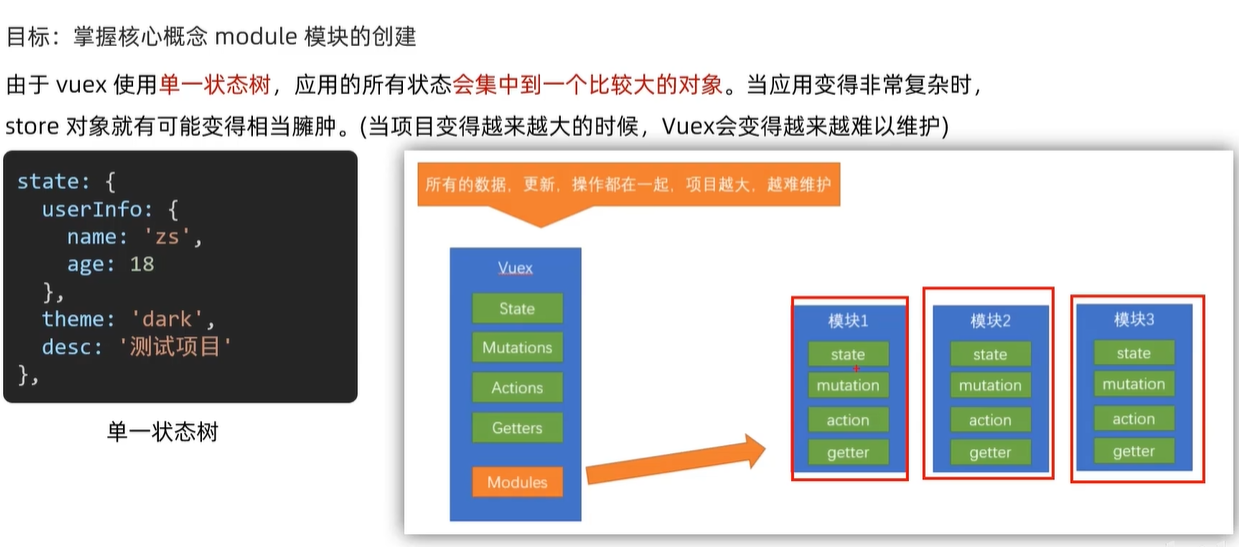 目标：掌握核心概念 module 模块的创建
由于 vuex 使用单一状态树，应用的所有状态会集中到一个比较大的对象。当应用变得非常复杂时，
store 对象就有可能变得相当臃肿。(当项目变得越来越大的时候，Vuex会变得越来越难以维护)
state: {
userInfo: {
name: 'zs',
age: 18
},
theme: 'dark',
desc: '测试项目'
},
单一状态树
所有的数据，更新，操作都在一起，项目越大，越难维护
Vuex
State
Mutations
Actions
Getters
Modules
模块1
state
mutation
action
getter
模块2
state
mutation
action
getter
模块3
state
mutation
action
getter